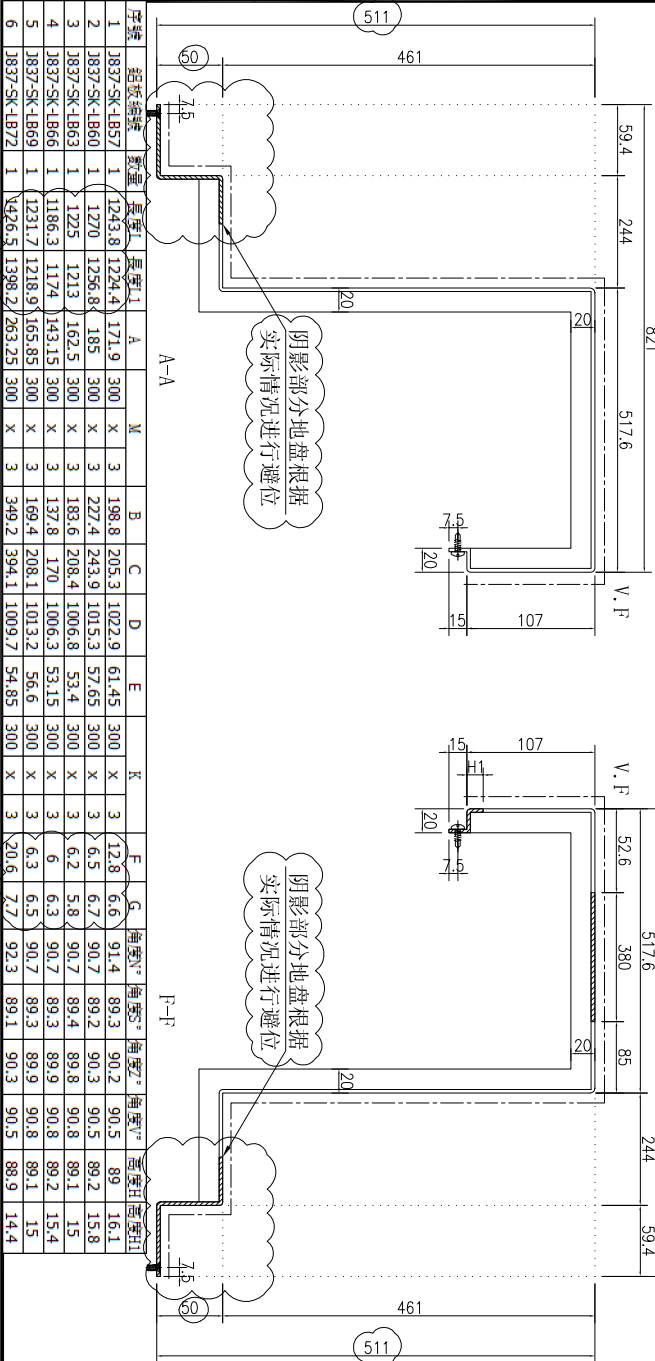 511
50
461
7.5
59.4
244
821
517.6
20
20
7.5
20
15
107
V.F
阴影部分地盘根据
实际情况进行避位
A-A
15
107
V.F
H1
20
7.5
52.6
380
517.6
85
20
20
244
59.4
阴影部分地盘根据
实际情况进行避位
F-F
7.5
50
461
511
序號 鋁板編號 數量 長度L 長度L1 A M B C D E K F G 角度N° 角度S° 角度Z° 角度V° 高度H 高度H1
1 J837-SK-LB57 1 1243.8 1224.4 171.9 300 x 3 198.8 205.3 1022.9 61.45 300 x 3 12.8 6.6 91.4 89.3 90.2 90.5 89 16.1
2 J837-SK-LB60 1 1270 1256.8 185 300 x 3 227.4 243.9 1015.3 57.65 300 x 3 6.5 6.7 90.7 89.2 90.3 90.5 89.2 15.8
3 J837-SK-LB63 1 1225 1213 162.5 300 x 3 183.6 208.4 1006.8 53.4 300 x 3 6.2 5.8 90.7 89.4 89.8 90.8 89.1 15
4 J837-SK-LB66 1 1186.3 1174 143.15 300 x 3 137.8 170 1006.3 53.15 300 x 3 6 6.3 90.7 89.3 89.9 90.8 89.2 15.4
5 J837-SK-LB69 1 1231.7 1218.9 165.85 300 x 3 169.4 208.1 1013.2 56.6 300 x 3 6.3 6.5 90.7 89.3 89.9 90.8 89.1 15
6 J837-SK-LB72 1 1426.5 1398.2 263.25 300 x 3 349.2 394.1 1009.7 54.85 300 x 3 20.6 7.7 92.3 89.1 90.3 90.5 88.9 14.4